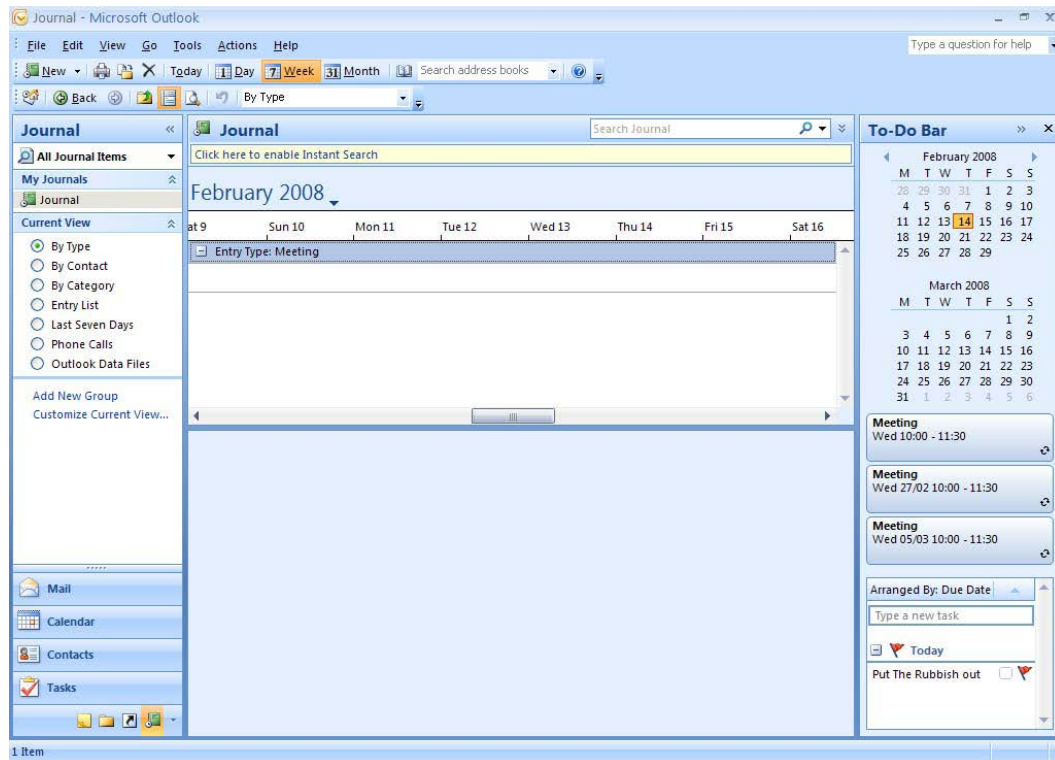 Journal - Microsoft Outlook
File Edit View Go Tools Actions Help Type a question for help
New Today 1 Day 7 Week 31 Month Search address books
Back By Type
Journal «
All Journal Items
My Journals
Journal
Current View
By Type
By Contact
By Category
Entry List
Last Seven Days
Phone Calls
Outlook Data Files
Add New Group
Customize Current View...
Mail
Calendar
Contacts
Tasks
Journal Search Journal
Click here to enable Instant Search
February 2008
at 9 Sun 10 Mon 11 Tue 12 Wed 13 Thu 14 Fri 15 Sat 16
Entry Type: Meeting
To-Do Bar »
February 2008
M T W T F S S
28 29 30 31 1 2 3
4 5 6 7 8 9 10
11 12 13 14 15 16 17
18 19 20 21 22 23 24
25 26 27 28 29
March 2008
M T W T F S S
1 2
3 4 5 6 7 8 9
10 11 12 13 14 15 16
17 18 19 20 21 22 23
24 25 26 27 28 29 30
31 1 2 3 4 5 6
Meeting
Wed 10:00 - 11:30
Meeting
Wed 27/02 10:00 - 11:30
Meeting
Wed 05/03 10:00 - 11:30
Arranged By: Due Date
Type a new task
Today
Put The Rubbish out
1 Item